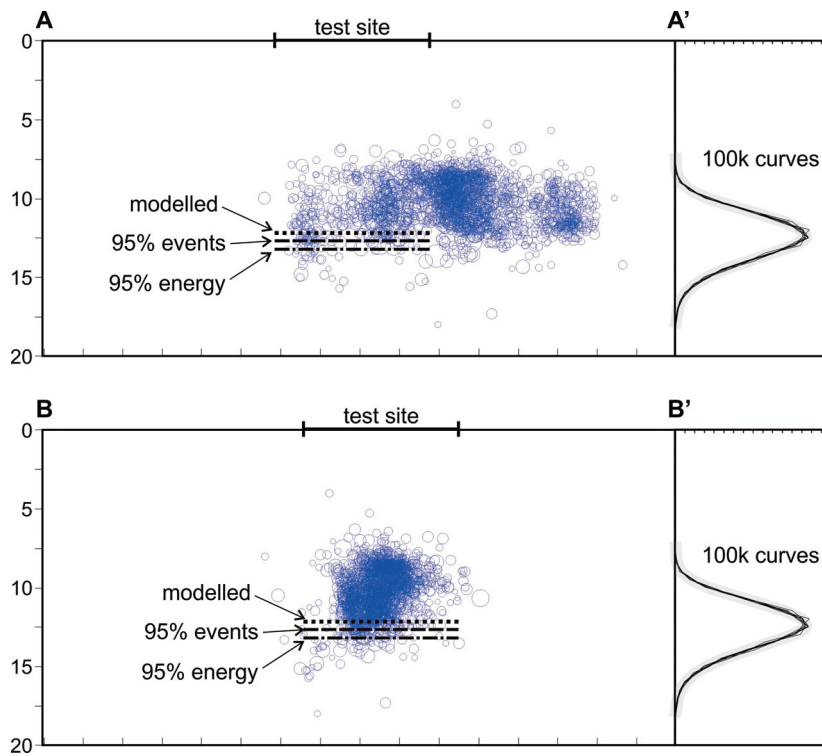 A
test site
A'
0
5
100k curves
10
modelled
95% events
95% energy
15
20
B
test site
B'
0
5
100k curves
10
modelled
95% events
95% energy
15
20